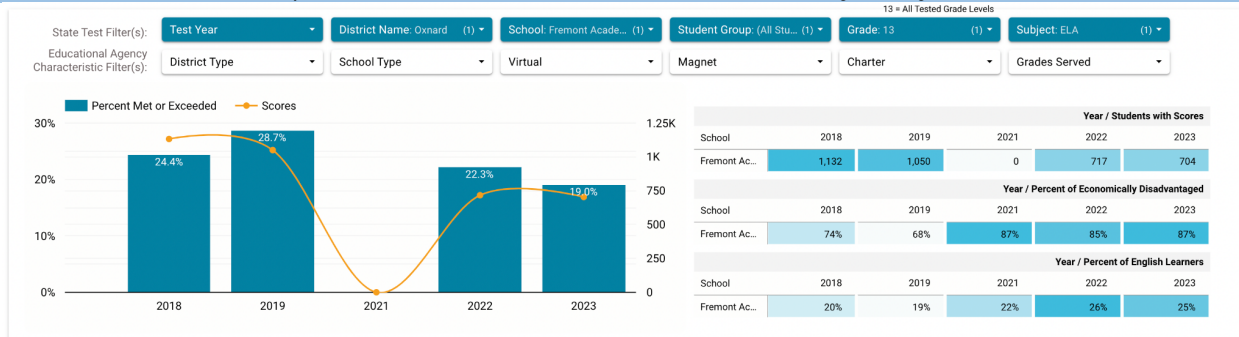 13 = All Tested Grade Levels
State Test Filter(s):
Test Year
District Name: Oxnard (1)
School: Fremont Acade... (1)
Student Group: (All Stu... (1)
Grade: 13 (1)
Subject: ELA (1)
Educational Agency
Characteristic Filter(s):
District Type
School Type
Virtual
Magnet
Charter
Grades Served
Percent Met or Exceeded
Scores
30%
20%
10%
0%
24.4%
28.7%
22.3%
19.0%
1.25K
1K
750
500
250
0
2018 2019 2021 2022 2023
Year / Students with Scores
School 2018 2019 2021 2022 2023
Fremont Ac... 1,132 1,050 0 717 704
Year / Percent of Economically Disadvantaged
School 2018 2019 2021 2022 2023
Fremont Ac... 74% 68% 87% 85% 87%
Year / Percent of English Learners
School 2018 2019 2021 2022 2023
Fremont Ac... 20% 19% 22% 26% 25%